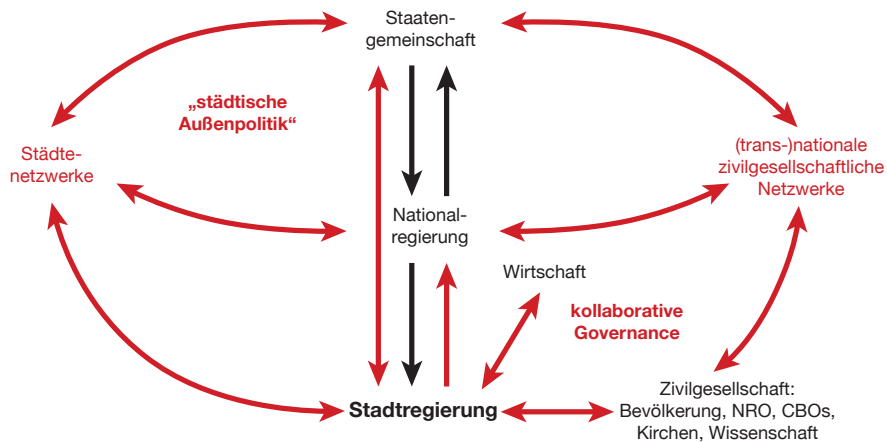 Staaten-
gemeinschaft
„städtische
Außenpolitik“
Städte-
netzwerke
(trans-)nationale
zivilgesellschaftliche
Netzwerke
National-
regierung
Wirtschaft
kollaborative
Governance
Stadtregierung
Zivilgesellschaft:
Bevölkerung, NRO, CBOs,
Kirchen, Wissenschaft